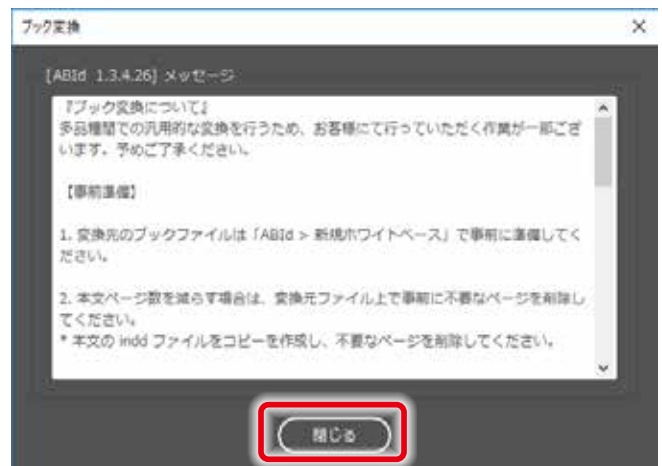 ブック変換
[ABId 1.3.4.26] メッセージ
『ブック変換について』
多品種間での汎用的な変換を行うため、お客様にて行っていただく作業が一部ござ
います。予めご了承ください。
【事前準備】
1. 変換先のブックファイルは「ABId > 新規ホワイトベース」で事前に準備してく
ださい。
2. 本文ページ数を減らす場合は、変換元ファイル上で事前に不要なページを削除し
てください。
* 本文の indd ファイルをコピーを作成し、不要なページを削除してください。
閉じる